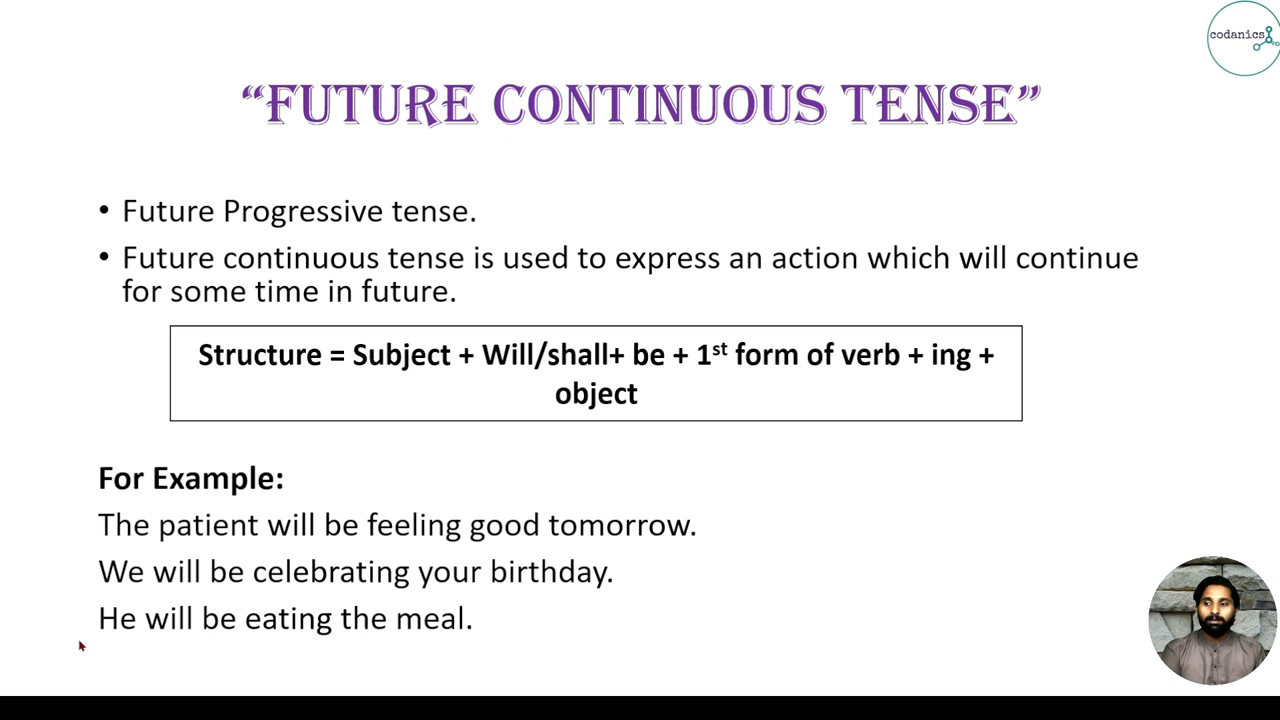 codanics
“FUTURE CONTINUOUS TENSE”
• Future Progressive tense.
• Future continuous tense is used to express an action which will continue
for some time in future.
Structure = Subject + Will/shall+ be + 1st form of verb + ing +
object
For Example:
The patient will be feeling good tomorrow.
We will be celebrating your birthday.
He will be eating the meal.